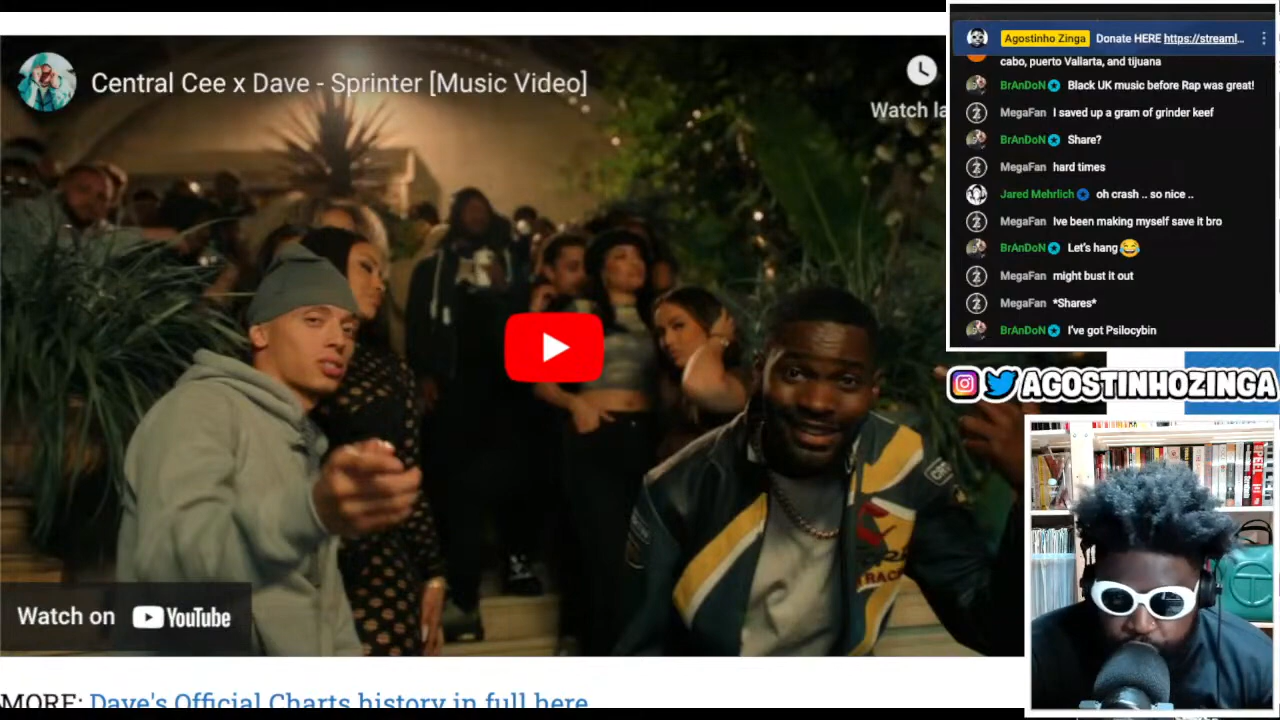 Central Cee x Dave - Sprinter [Music Video]
Watch la
Watch on YouTube
MORE: Dave's Official Charts history in full here
Agostinho Zinga Donate HERE https://streaml...
cabo, puerto Vallarta, and tijuana
BrAnDoN Black UK music before Rap was great!
MegaFan I saved up a gram of grinder keef
BrAnDoN Share?
MegaFan hard times
Jared Mehrlich oh crash .. so nice ..
MegaFan Ive been making myself save it bro
BrAnDoN Let's hang 😂
MegaFan might bust it out
MegaFan *Shares*
BrAnDoN I've got Psilocybin
AGOSTINHOZINGA